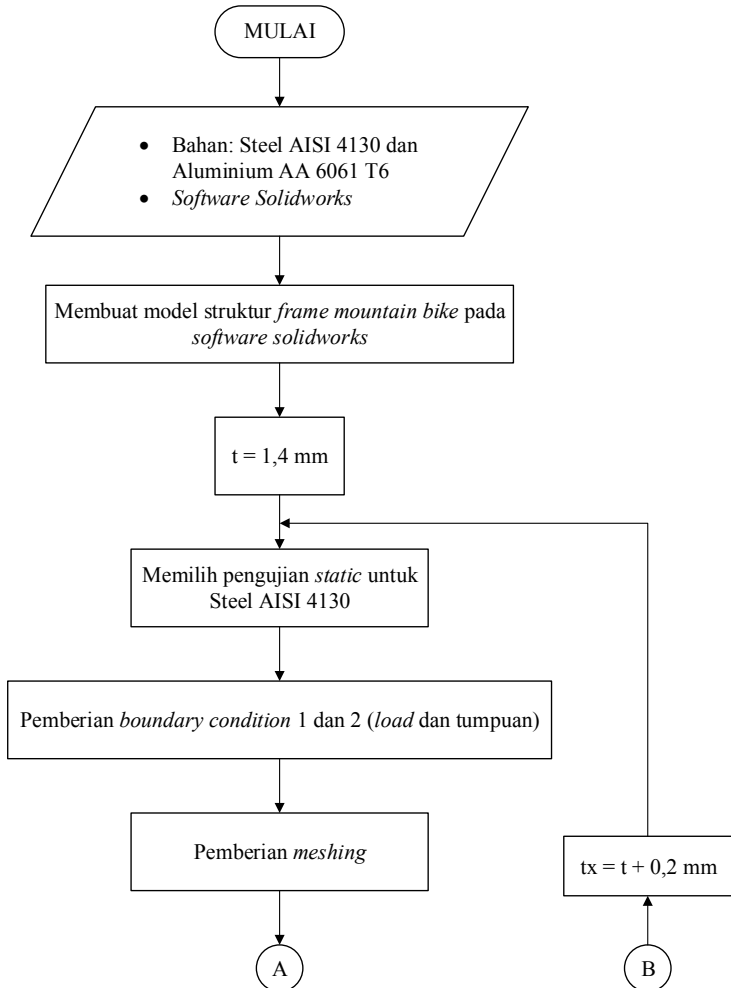 MULAI
• Bahan: Steel AISI 4130 dan
Aluminium AA 6061 T6
• Software Solidworks
Membuat model struktur frame mountain bike pada
software solidworks
t = 1,4 mm
Memilih pengujian static untuk
Steel AISI 4130
Pemberian boundary condition 1 dan 2 (load dan tumpuan)
Pemberian meshing
tx = t + 0,2 mm
A
B